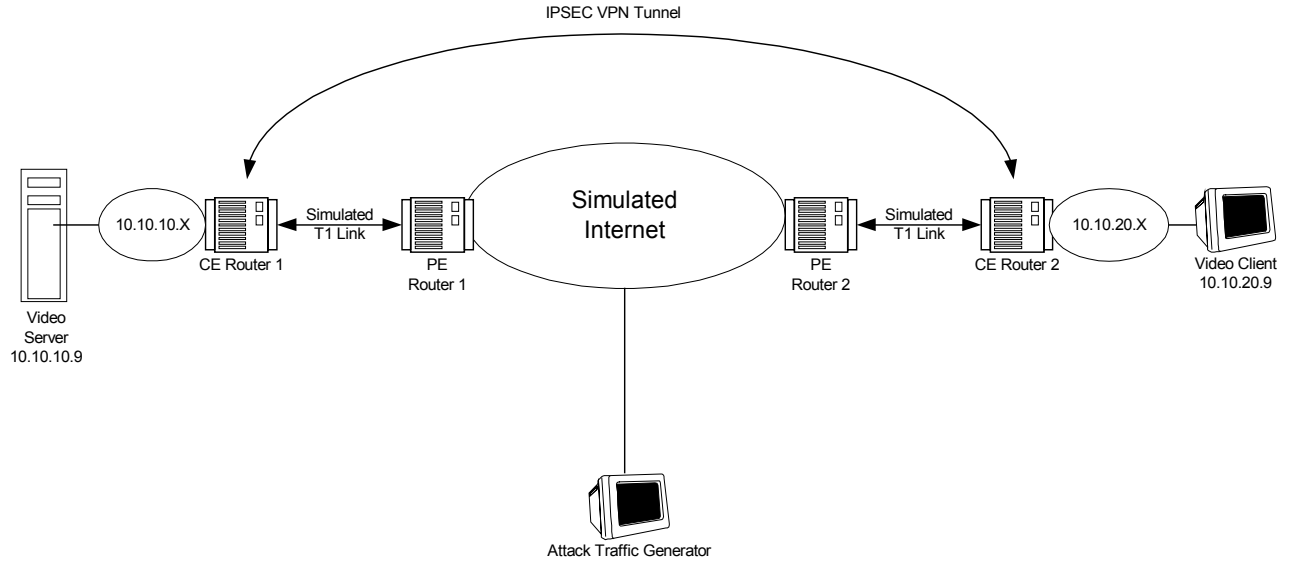 IPSEC VPN Tunnel
Simulated
Internet
10.10.10.X
Simulated
T1 Link
Simulated
T1 Link
10.10.20.X
CE Router 1
PE
Router 1
PE
Router 2
CE Router 2
Video Client
10.10.20.9
Video
Server
10.10.10.9
Attack Traffic Generator